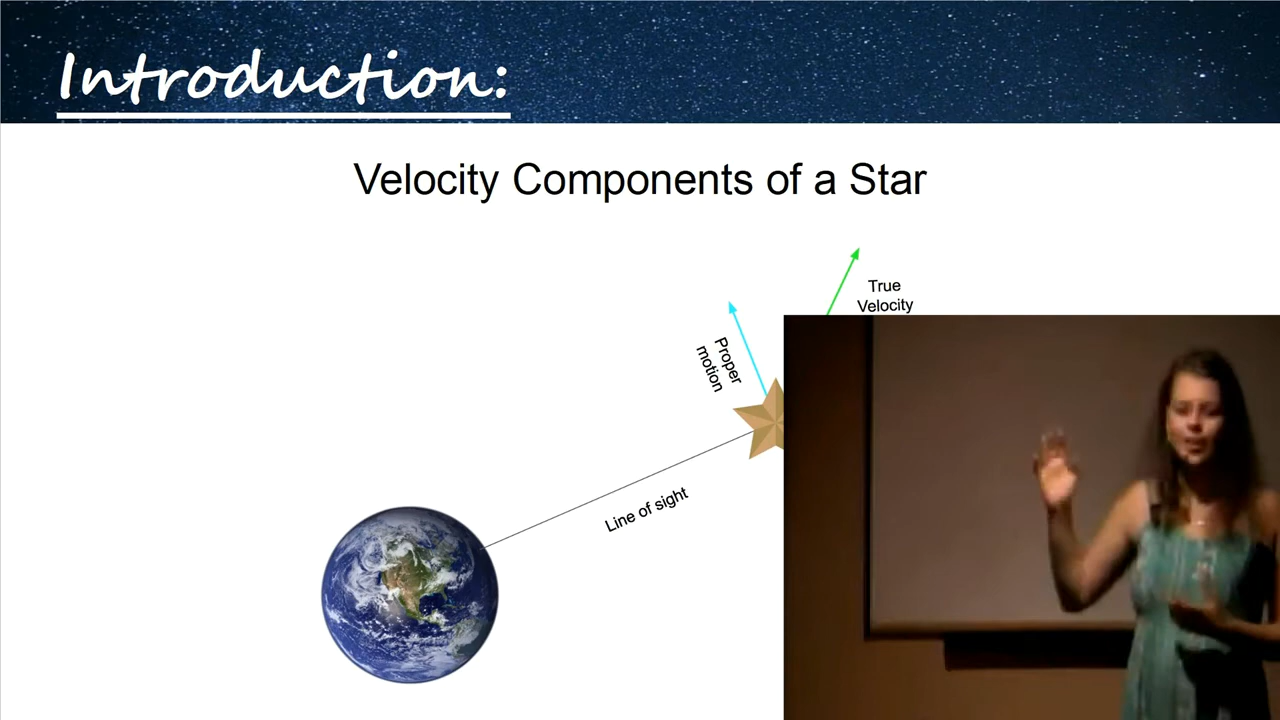 Introduction:
Velocity Components of a Star
True
Velocity
Proper
motion
Line of sight